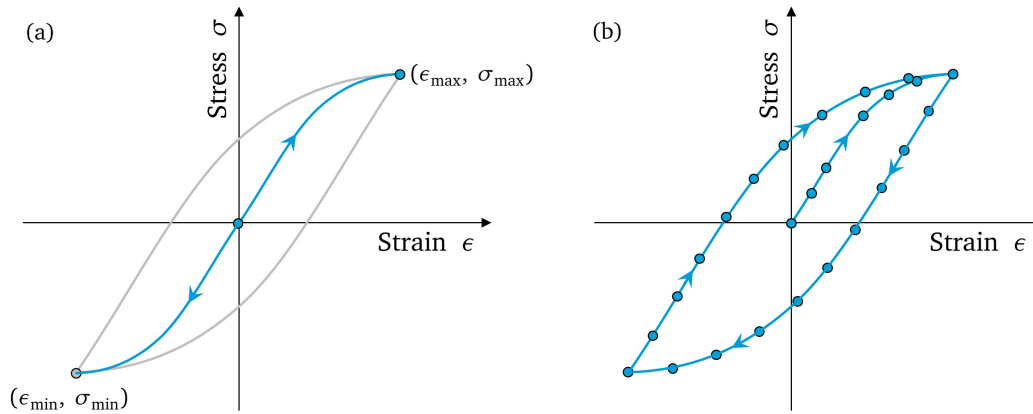 (a)
Stress σ
(ϵmax, σmax)
Strain ϵ
(ϵmin, σmin)
(b)
Stress σ
Strain ϵ